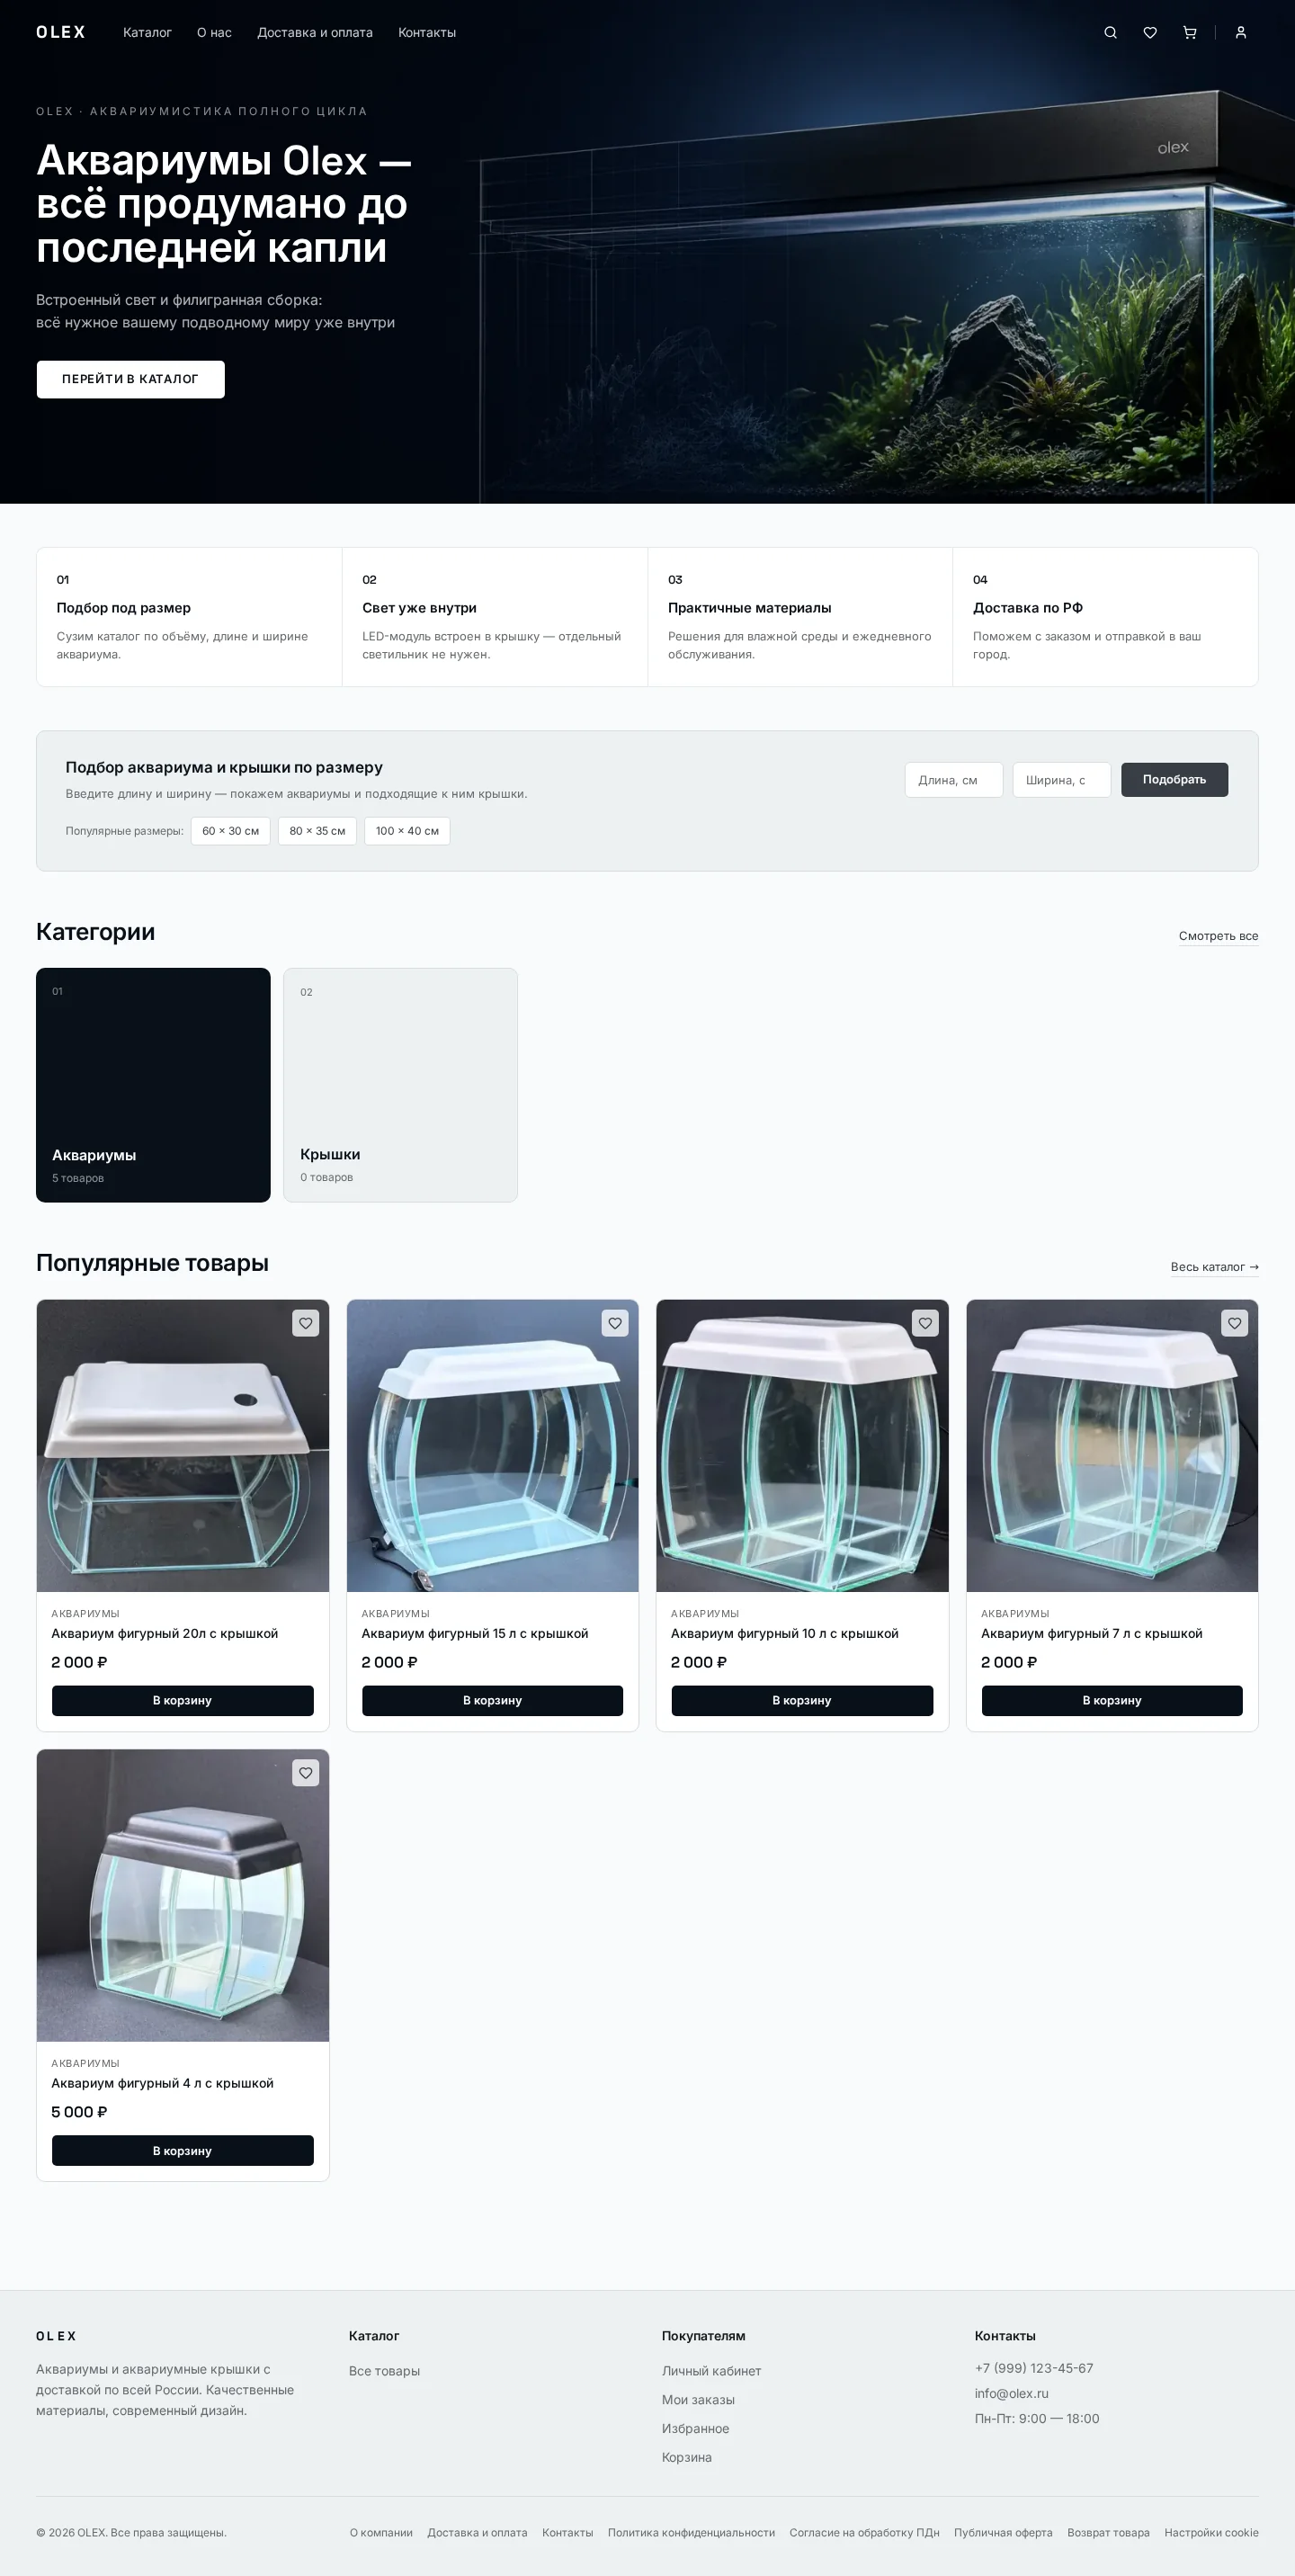 OLEX
Каталог
О нас
Доставка и оплата
Контакты
OLEX · АКВАРИУМИСТИКА ПОЛНОГО ЦИКЛА
Аквариумы Olex —
всё продумано до
последней капли
Встроенный свет и филигранная сборка:
всё нужное вашему подводному миру уже внутри
ПЕРЕЙТИ В КАТАЛОГ
olex
01
Подбор под размер
Сузим каталог по объёму, длине и ширине
аквариума.
02
Свет уже внутри
LED-модуль встроен в крышку — отдельный
светильник не нужен.
03
Практичные материалы
Решения для влажной среды и ежедневного
обслуживания.
04
Доставка по РФ
Поможем с заказом и отправкой в ваш
город.
Подбор аквариума и крышки по размеру
Введите длину и ширину — покажем аквариумы и подходящие к ним крышки.
Популярные размеры:
60 × 30 см
80 × 35 см
100 × 40 см
Длина, см
Ширина, с
Подобрать
Категории
Смотреть все
01
Аквариумы
5 товаров
02
Крышки
0 товаров
Популярные товары
Весь каталог →
АКВАРИУМЫ
Аквариум фигурный 20л с крышкой
2 000 ₽
В корзину
АКВАРИУМЫ
Аквариум фигурный 15 л с крышкой
2 000 ₽
В корзину
АКВАРИУМЫ
Аквариум фигурный 10 л с крышкой
2 000 ₽
В корзину
АКВАРИУМЫ
Аквариум фигурный 7 л с крышкой
2 000 ₽
В корзину
АКВАРИУМЫ
Аквариум фигурный 4 л с крышкой
5 000 ₽
В корзину
OLEX
Аквариумы и аквариумные крышки с
доставкой по всей России. Качественные
материалы, современный дизайн.
Каталог
Все товары
Покупателям
Личный кабинет
Мои заказы
Избранное
Корзина
Контакты
+7 (999) 123-45-67
info@olex.ru
Пн-Пт: 9:00 — 18:00
© 2026 OLEX. Все права защищены.
О компании
Доставка и оплата
Контакты
Политика конфиденциальности
Согласие на обработку ПДн
Публичная оферта
Возврат товара
Настройки cookie